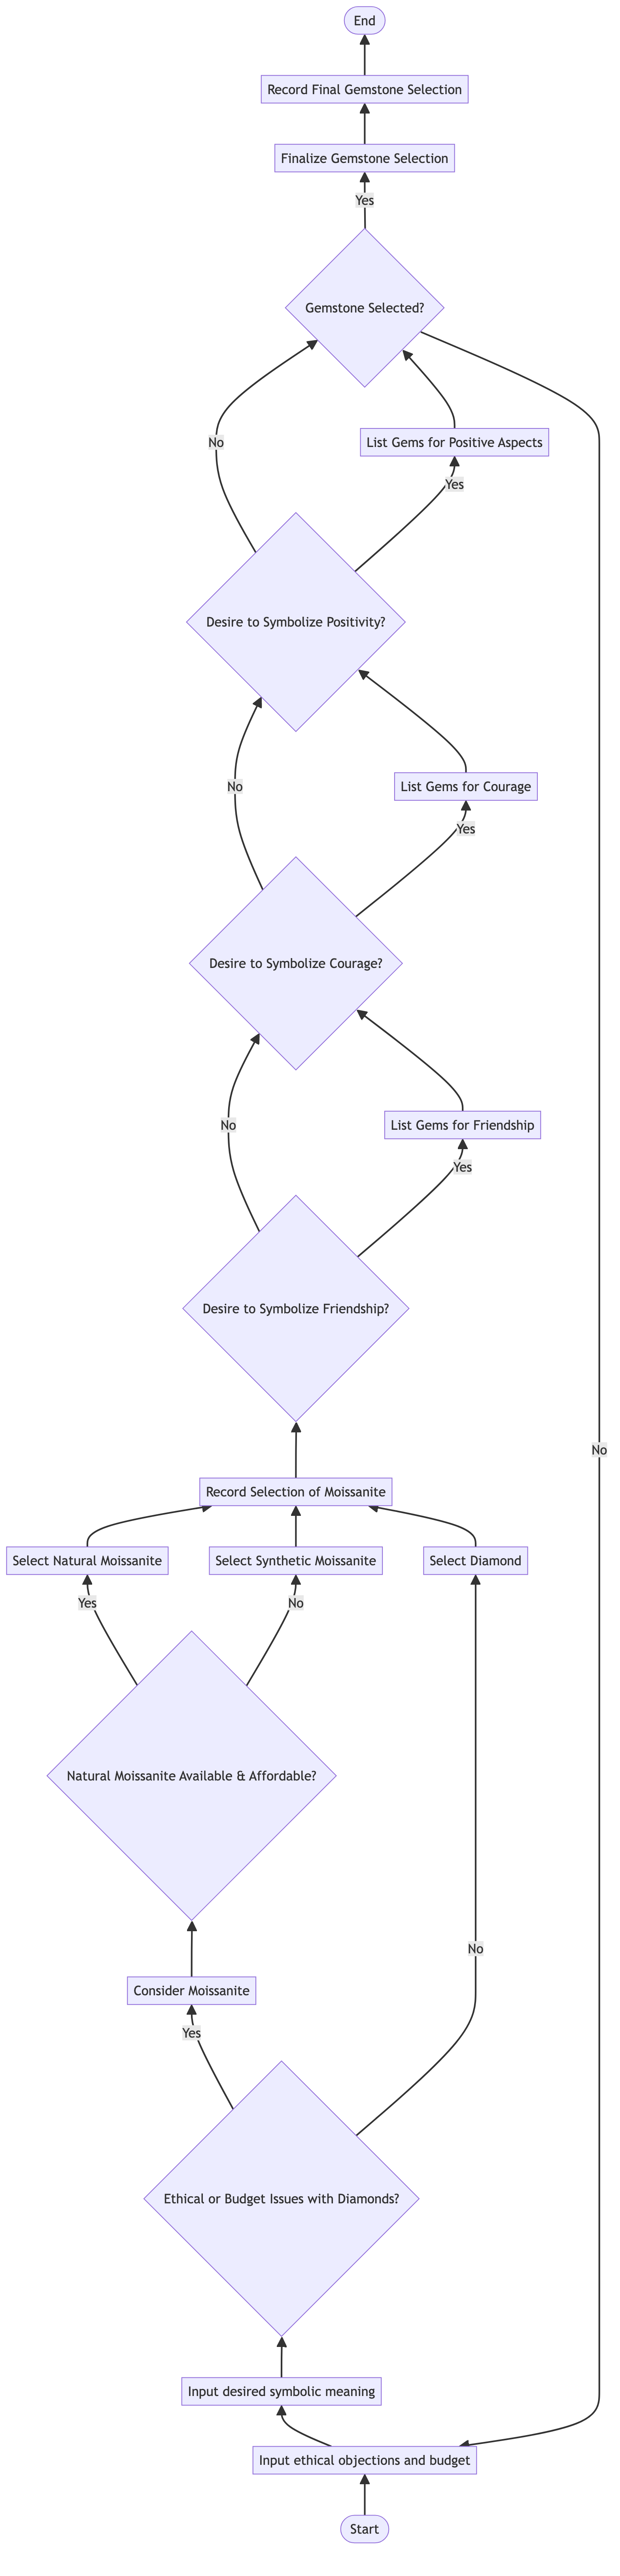 End
Record Final Gemstone Selection
Finalize Gemstone Selection
Yes
Gemstone Selected?
No
List Gems for Positive Aspects
Yes
Desire to Symbolize Positivity?
No
List Gems for Courage
Yes
Desire to Symbolize Courage?
No
List Gems for Friendship
Yes
Desire to Symbolize Friendship?
No
Record Selection of Moissanite
Select Natural Moissanite
Select Synthetic Moissanite
Select Diamond
Yes
No
Natural Moissanite Available & Affordable?
No
Consider Moissanite
Yes
Ethical or Budget Issues with Diamonds?
Input desired symbolic meaning
Input ethical objections and budget
Start